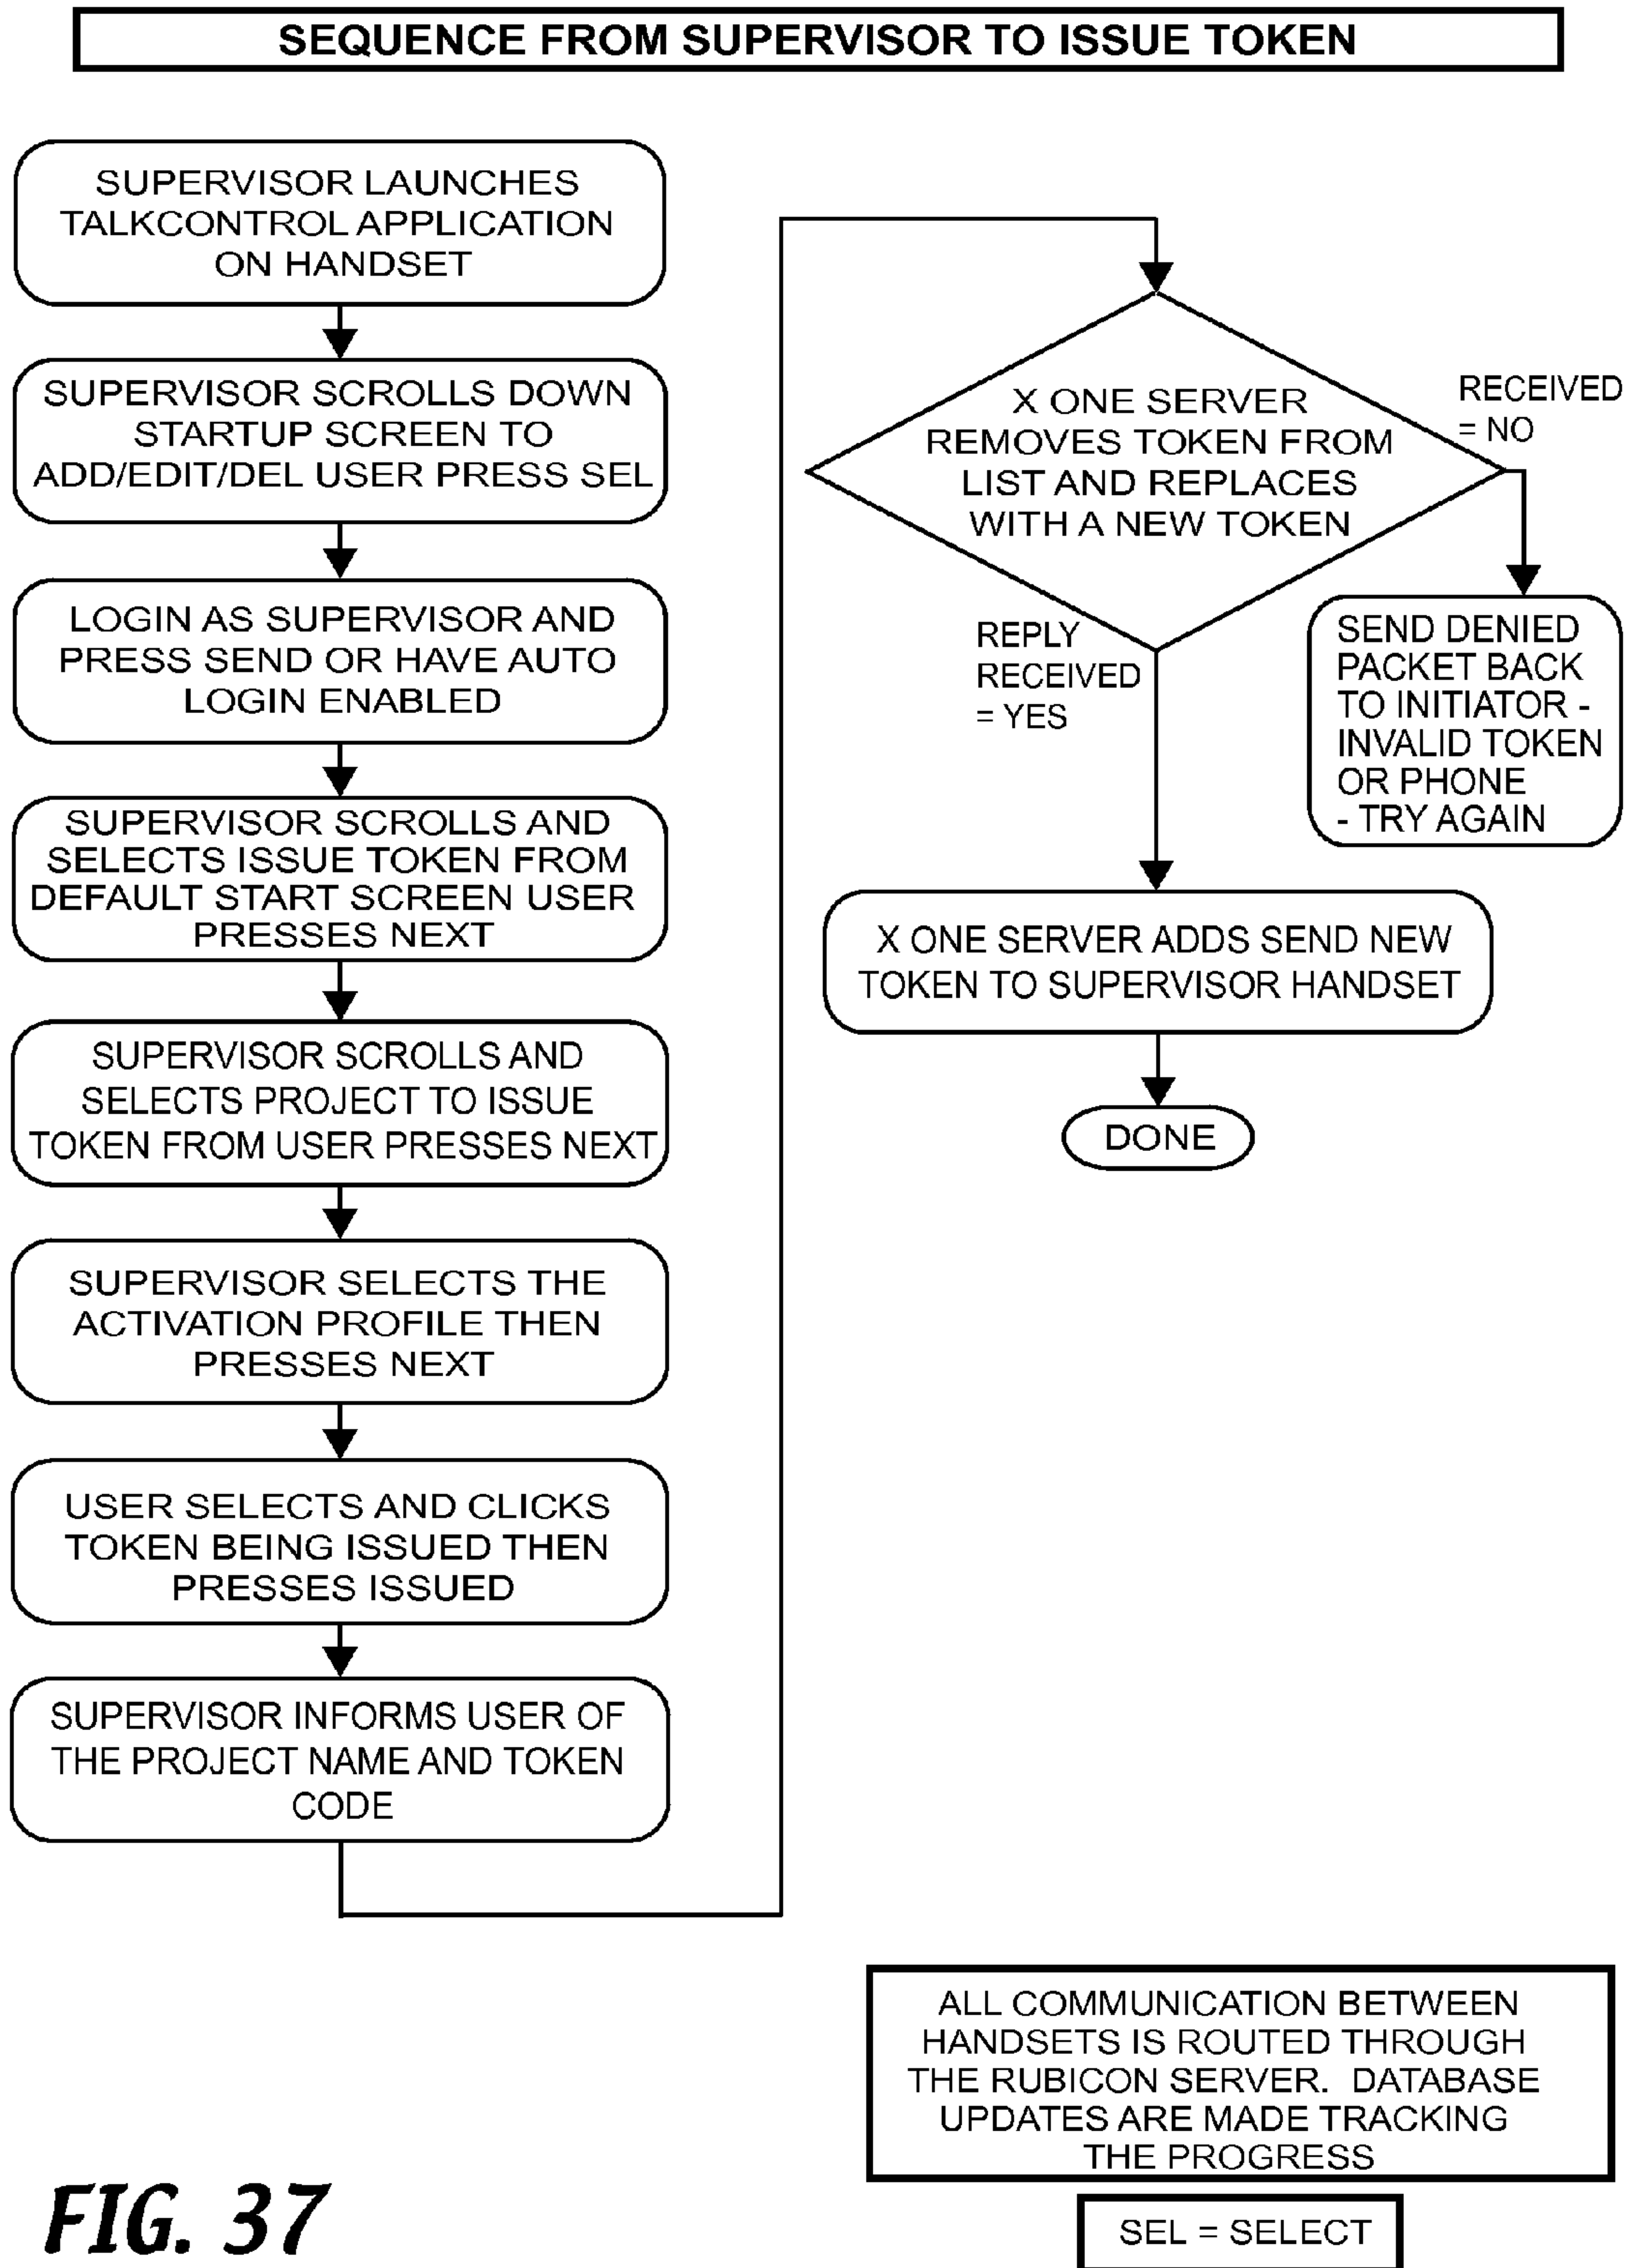 SEQUENCE FROM SUPERVISOR TO ISSUE TOKEN
SUPERVISOR LAUNCHES
TALKCONTROL APPLICATION
ON HANDSET
SUPERVISOR SCROLLS DOWN
STARTUP SCREEN TO
ADD/EDIT/DEL USER PRESS SEL
LOGIN AS SUPERVISOR AND
PRESS SEND OR HAVE AUTO
LOGIN ENABLED
SUPERVISOR SCROLLS AND
SELECTS ISSUE TOKEN FROM
DEFAULT START SCREEN USER
PRESSES NEXT
SUPERVISOR SCROLLS AND
SELECTS PROJECT TO ISSUE
TOKEN FROM USER PRESSES NEXT
SUPERVISOR SELECTS THE
ACTIVATION PROFILE THEN
PRESSES NEXT
USER SELECTS AND CLICKS
TOKEN BEING ISSUED THEN
PRESSES ISSUED
SUPERVISOR INFORMS USER OF
THE PROJECT NAME AND TOKEN
CODE
X ONE SERVER
REMOVES TOKEN FROM
LIST AND REPLACES
WITH A NEW TOKEN
RECEIVED
= NO
SEND DENIED
PACKET BACK
TO INITIATOR -
INVALID TOKEN
OR PHONE
- TRY AGAIN
REPLY
RECEIVED
= YES
X ONE SERVER ADDS SEND NEW
TOKEN TO SUPERVISOR HANDSET
DONE
ALL COMMUNICATION BETWEEN
HANDSETS IS ROUTED THROUGH
THE RUBICON SERVER. DATABASE
UPDATES ARE MADE TRACKING
THE PROGRESS
SEL = SELECT
FIG. 37